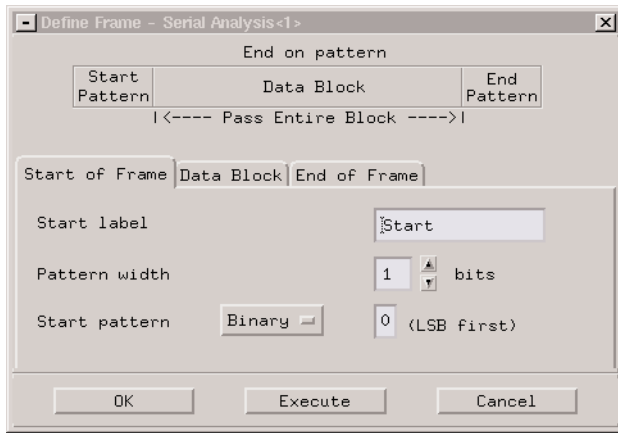 Define Frame - Serial Analysis<1>
End on pattern
Start Pattern
Data Block
End Pattern
|<---- Pass Entire Block ---->|
Start of Frame Data Block End of Frame
Start label Start
Pattern width 1 bits
Start pattern Binary 0 (LSB first)
OK Execute Cancel